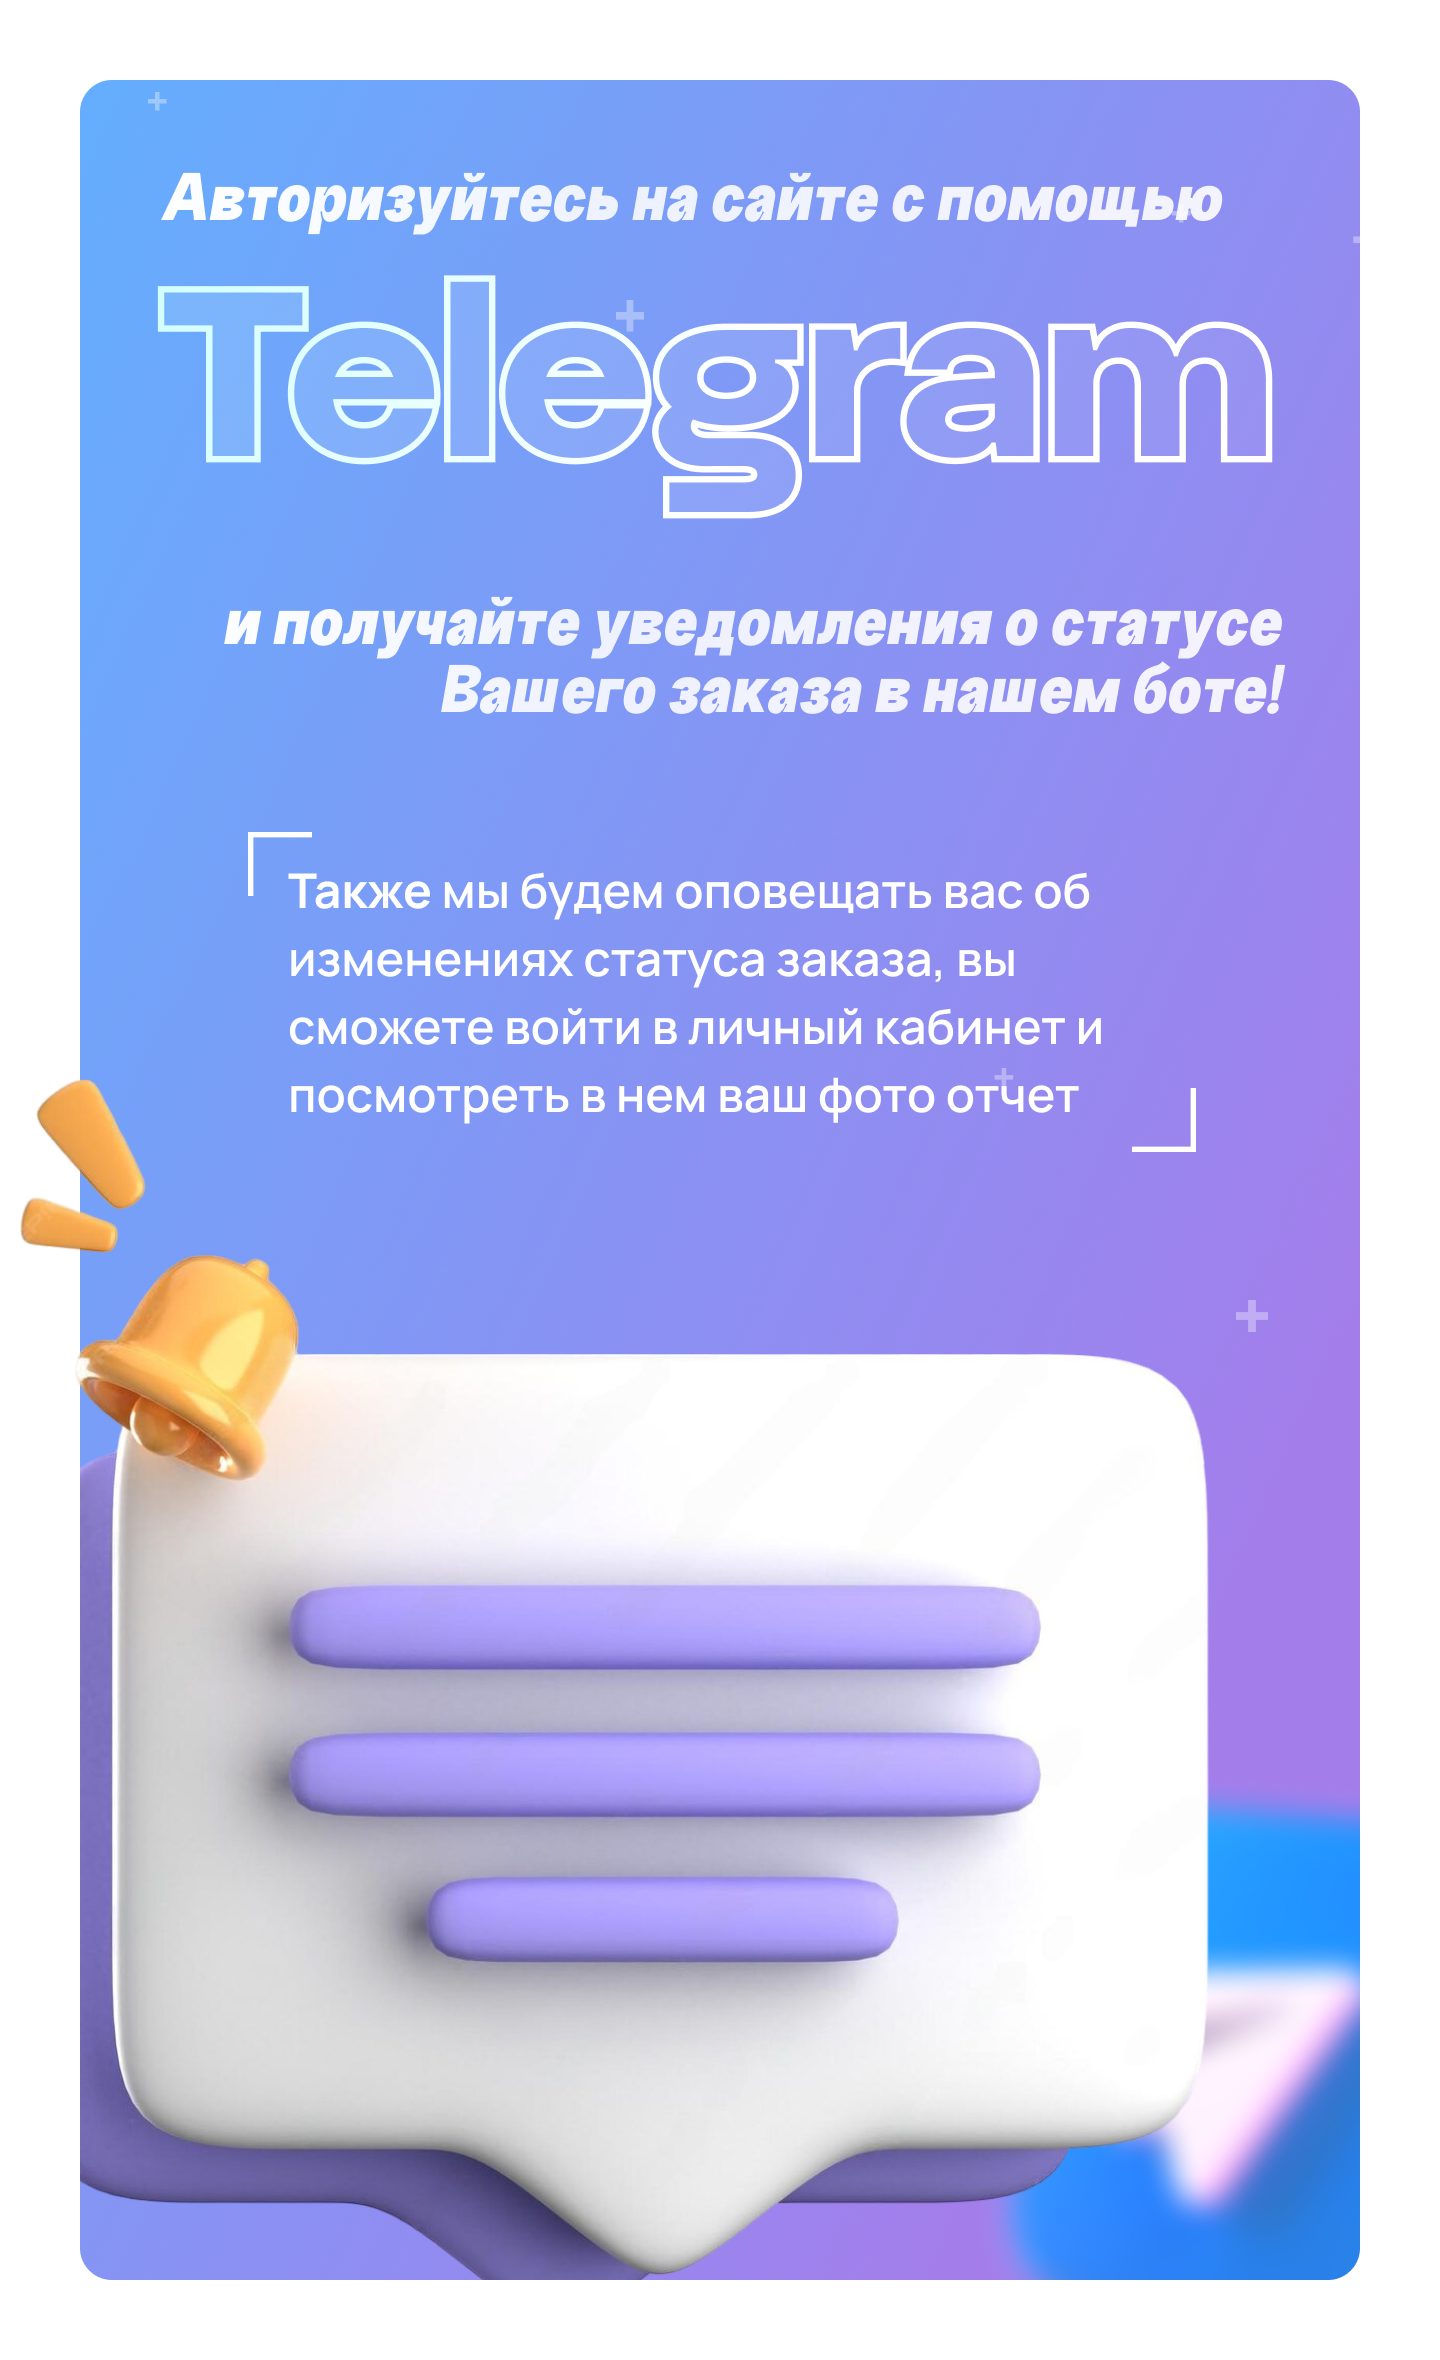 Авторизуйтесь на сайте с помощью
Telegram
и получайте уведомления о статусе
Вашего заказа в нашем боте!
Также мы будем оповещать вас об
изменениях статуса заказа, вы
сможете войти в личный кабинет и
посмотреть в нем ваш фото отчет